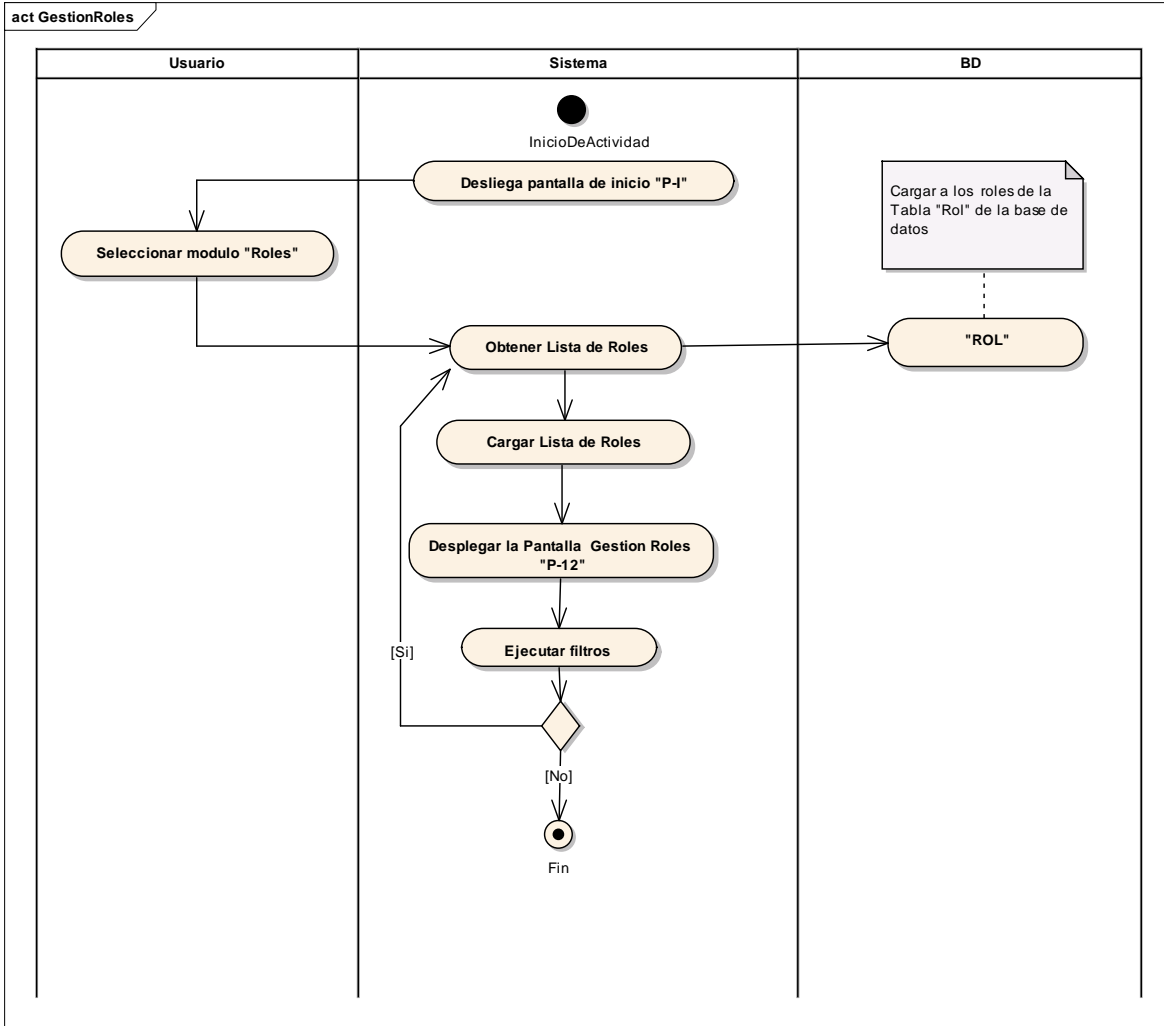 act GestionRoles
Usuario
Sistema
BD
InicioDeActividad
Desliega pantalla de inicio "P-I"
Cargar a los roles de la
Tabla "Rol" de la base de
datos
Seleccionar modulo "Roles"
Obtener Lista de Roles
"ROL"
Cargar Lista de Roles
Desplegar la Pantalla Gestion Roles
"P-12"
Ejecutar filtros
[Si]
[No]
Fin